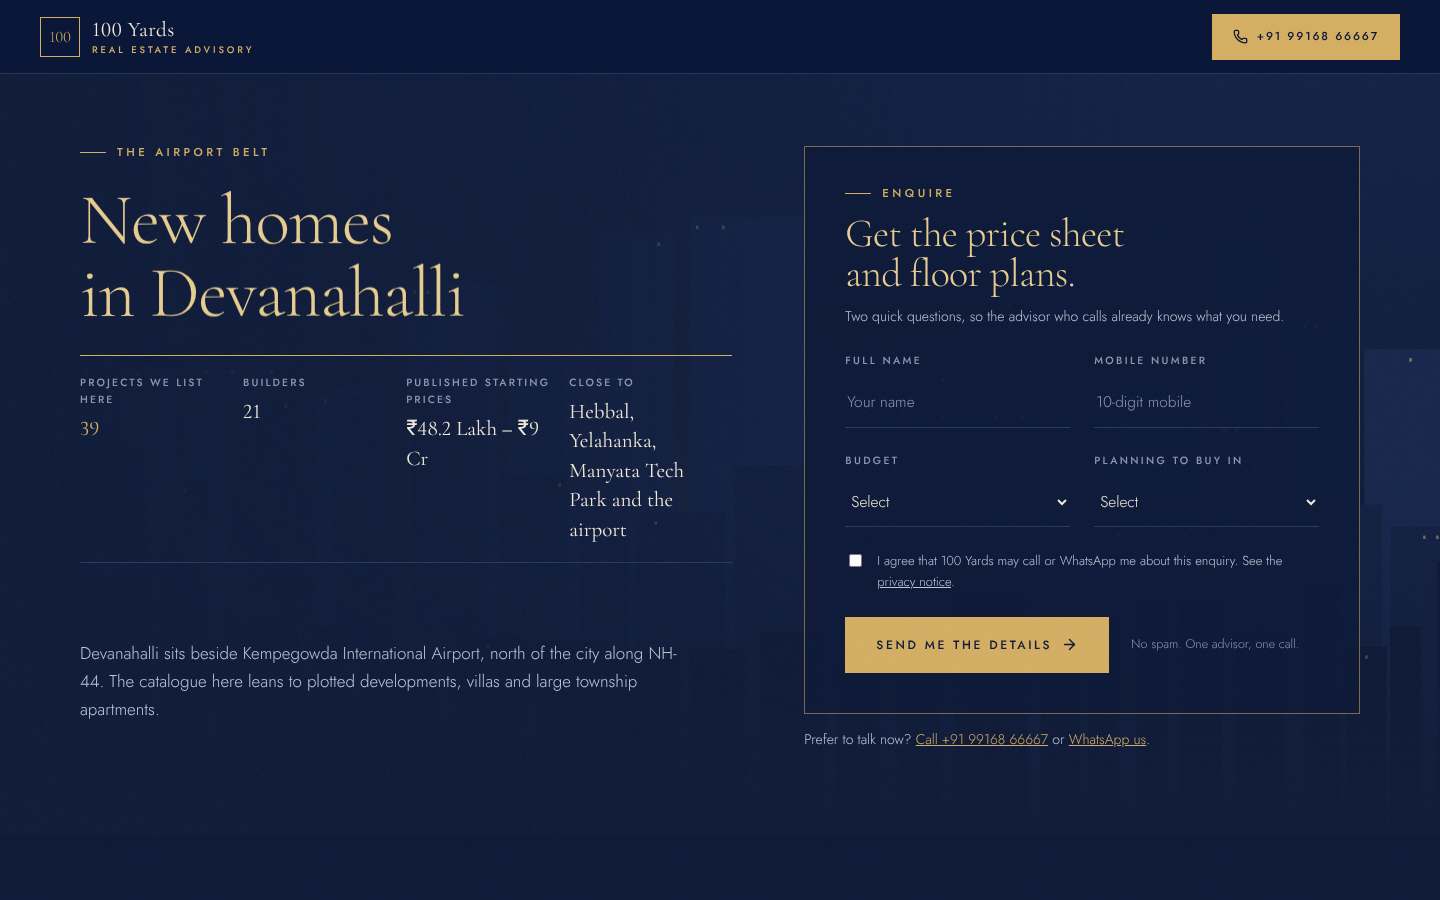 100
100 Yards
REAL ESTATE ADVISORY
+91 99168 66667
THE AIRPORT BELT
New homes
in Devanahalli
PROJECTS WE LIST
HERE
39
BUILDERS
21
PUBLISHED STARTING
PRICES
₹48.2 Lakh – ₹9
Cr
CLOSE TO
Hebbal,
Yelahanka,
Manyata Tech
Park and the
airport
Devanahalli sits beside Kempegowda International Airport, north of the city along NH-
44. The catalogue here leans to plotted developments, villas and large township
apartments.
ENQUIRE
Get the price sheet
and floor plans.
Two quick questions, so the advisor who calls already knows what you need.
FULL NAME
Your name
MOBILE NUMBER
10-digit mobile
BUDGET
Select
PLANNING TO BUY IN
Select
I agree that 100 Yards may call or WhatsApp me about this enquiry. See the
privacy notice.
SEND ME THE DETAILS →
No spam. One advisor, one call.
Prefer to talk now? Call +91 99168 66667 or WhatsApp us.